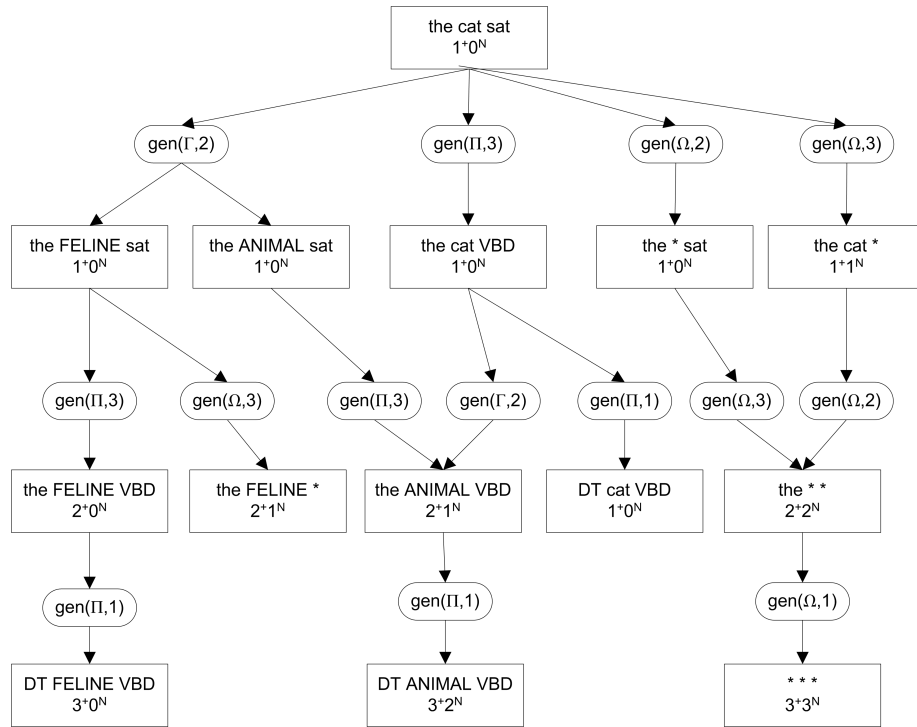 the cat sat
1⁺0ᴺ
gen(Γ,2)
gen(Π,3)
gen(Ω,2)
gen(Ω,3)
the FELINE sat
1⁺0ᴺ
the ANIMAL sat
1⁺0ᴺ
the cat VBD
1⁺0ᴺ
the * sat
1⁺0ᴺ
the cat *
1⁺1ᴺ
gen(Π,3)
gen(Ω,3)
gen(Π,3)
gen(Γ,2)
gen(Π,1)
gen(Ω,3)
gen(Ω,2)
the FELINE VBD
2⁺0ᴺ
the FELINE *
2⁺1ᴺ
the ANIMAL VBD
2⁺1ᴺ
DT cat VBD
1⁺0ᴺ
the * *
2⁺2ᴺ
gen(Π,1)
gen(Π,1)
gen(Ω,1)
DT FELINE VBD
3⁺0ᴺ
DT ANIMAL VBD
3⁺2ᴺ
* * *
3⁺3ᴺ